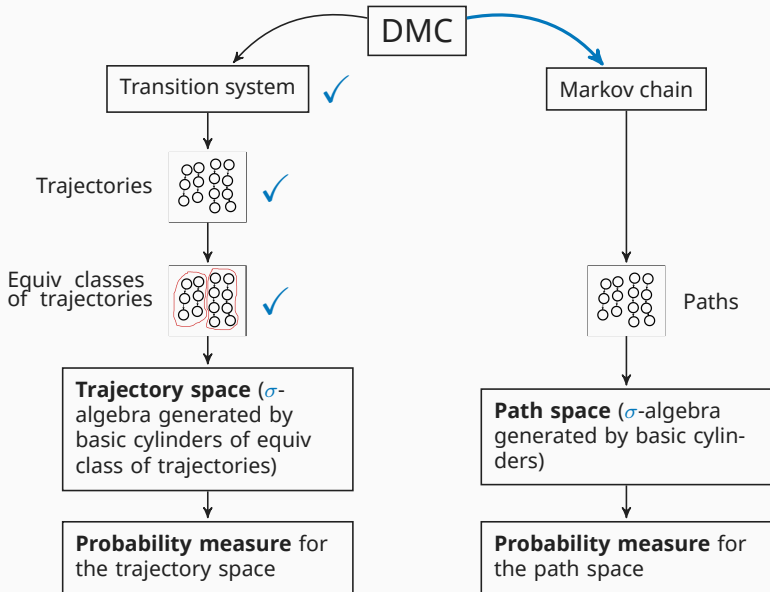 DMC
Transition system
Markov chain
Trajectories
Equiv classes
of trajectories
Paths
Trajectory space (σ-
algebra generated by
basic cylinders of equiv
class of trajectories)
Path space (σ-algebra
generated by basic cylin-
ders)
Probability measure for
the trajectory space
Probability measure for
the path space